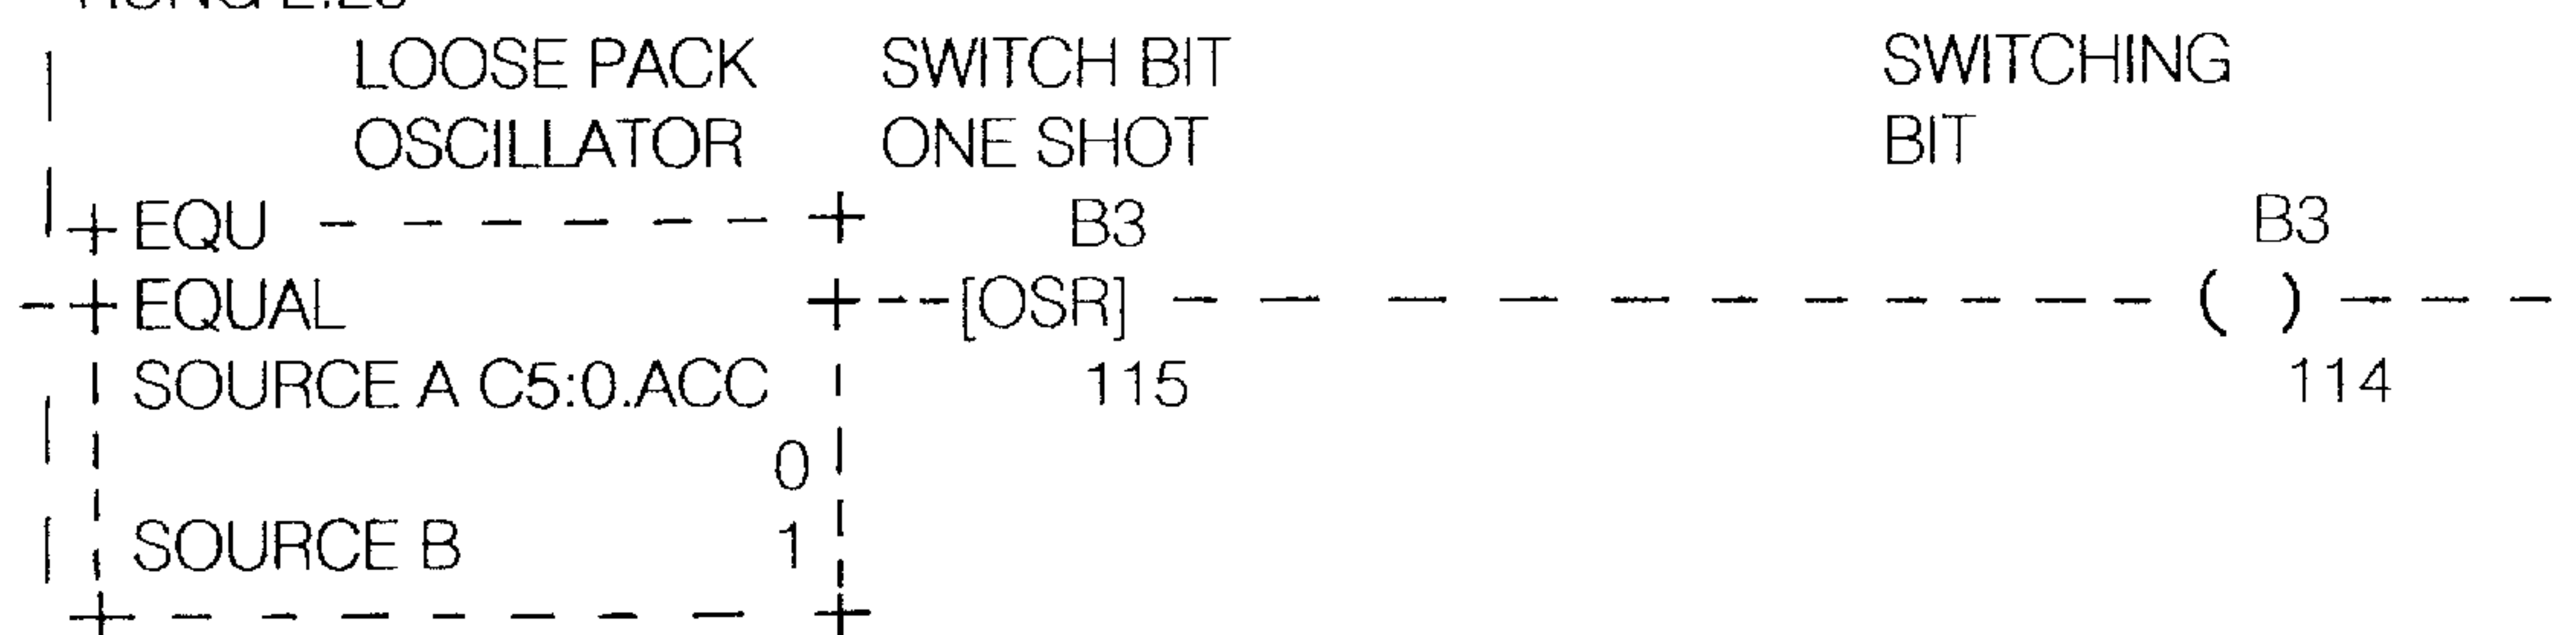 LOOSE PACK SWITCH BIT SWITCHING
OSCILLATOR ONE SHOT BIT
+ EQU - - - - - - + B3 B3
- + EQUAL + - - [OSR] - - - - - - - - - - - - ( ) - - -
SOURCE A C5:0.ACC 115 114
0
SOURCE B 1
+ - - - - - - - +